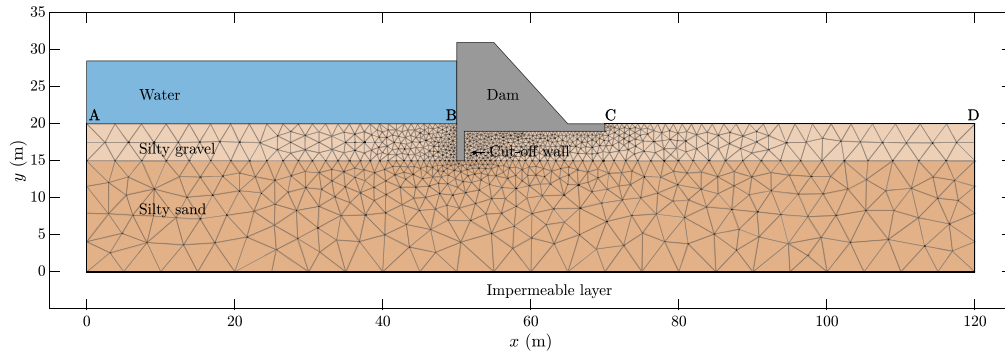 35
30
25
20
15
10
5
0
y (m)
Water
Dam
A
B
C
D
Silty gravel
Cut-off wall
Silty sand
Impermeable layer
0
20
40
60
80
100
120
x (m)